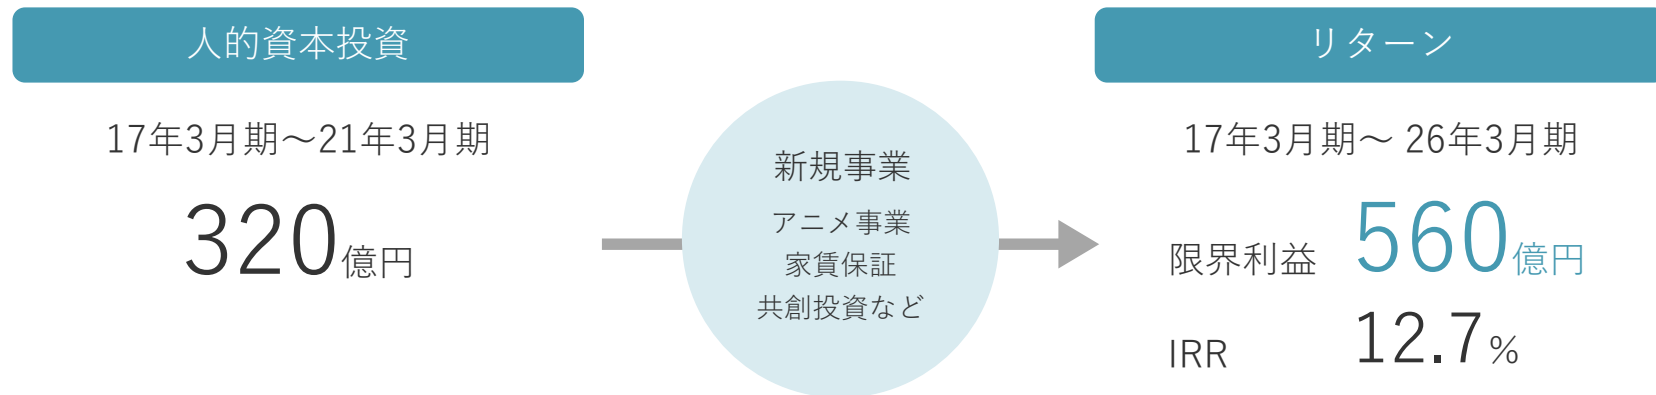 人的資本投資
17年3月期～21年3月期
320億円
新規事業
アニメ事業
家賃保証
共創投資など
リターン
17年3月期～ 26年3月期
限界利益 560億円
IRR 12.7%